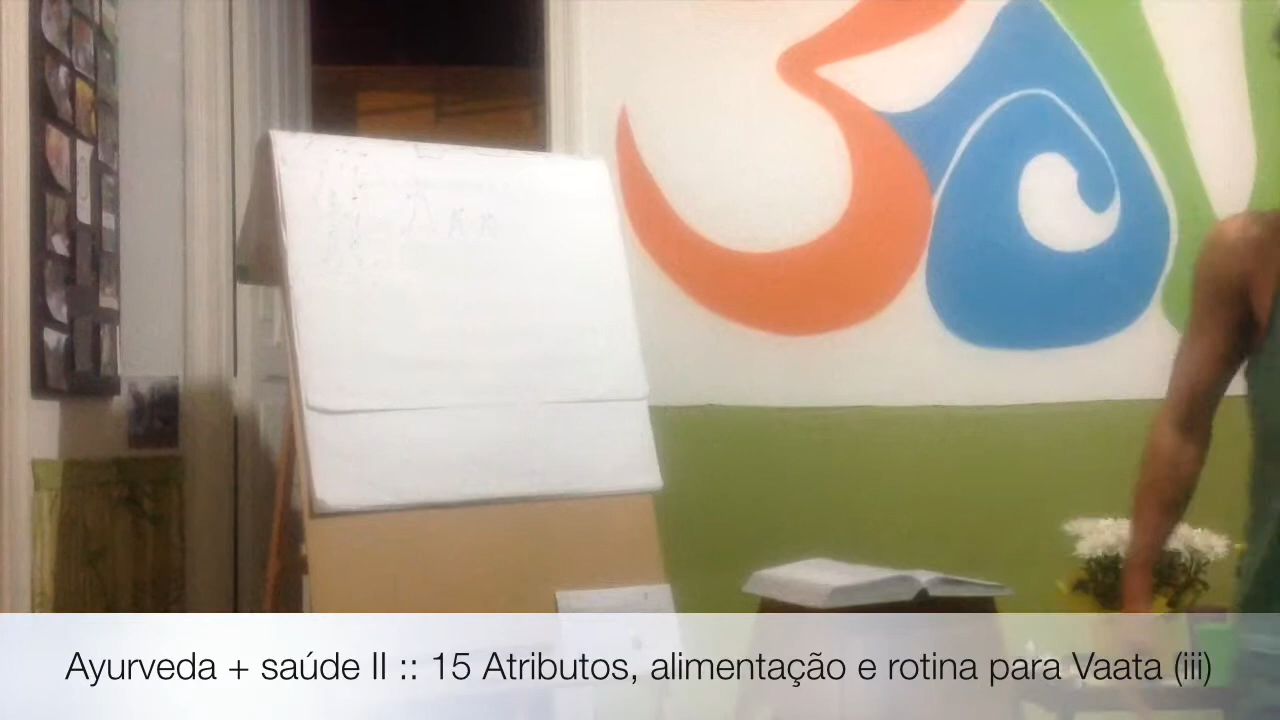 Ayurveda + saúde II :: 15 Atributos, alimentação e rotina para Vaata (iii)